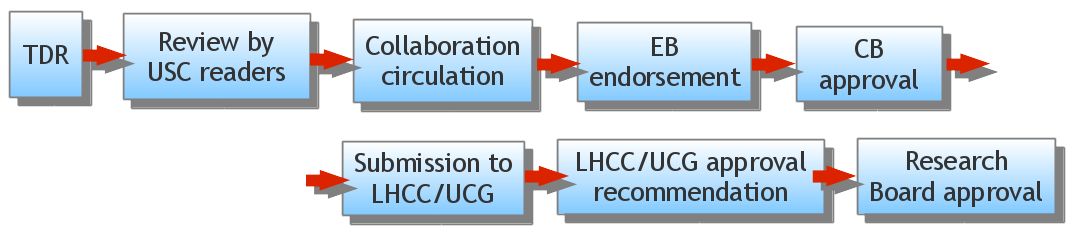 TDR
Review by
USC readers
Collaboration
circulation
EB
endorsement
CB
approval
Submission to
LHCC/UCG
LHCC/UCG approval
recommendation
Research
Board approval